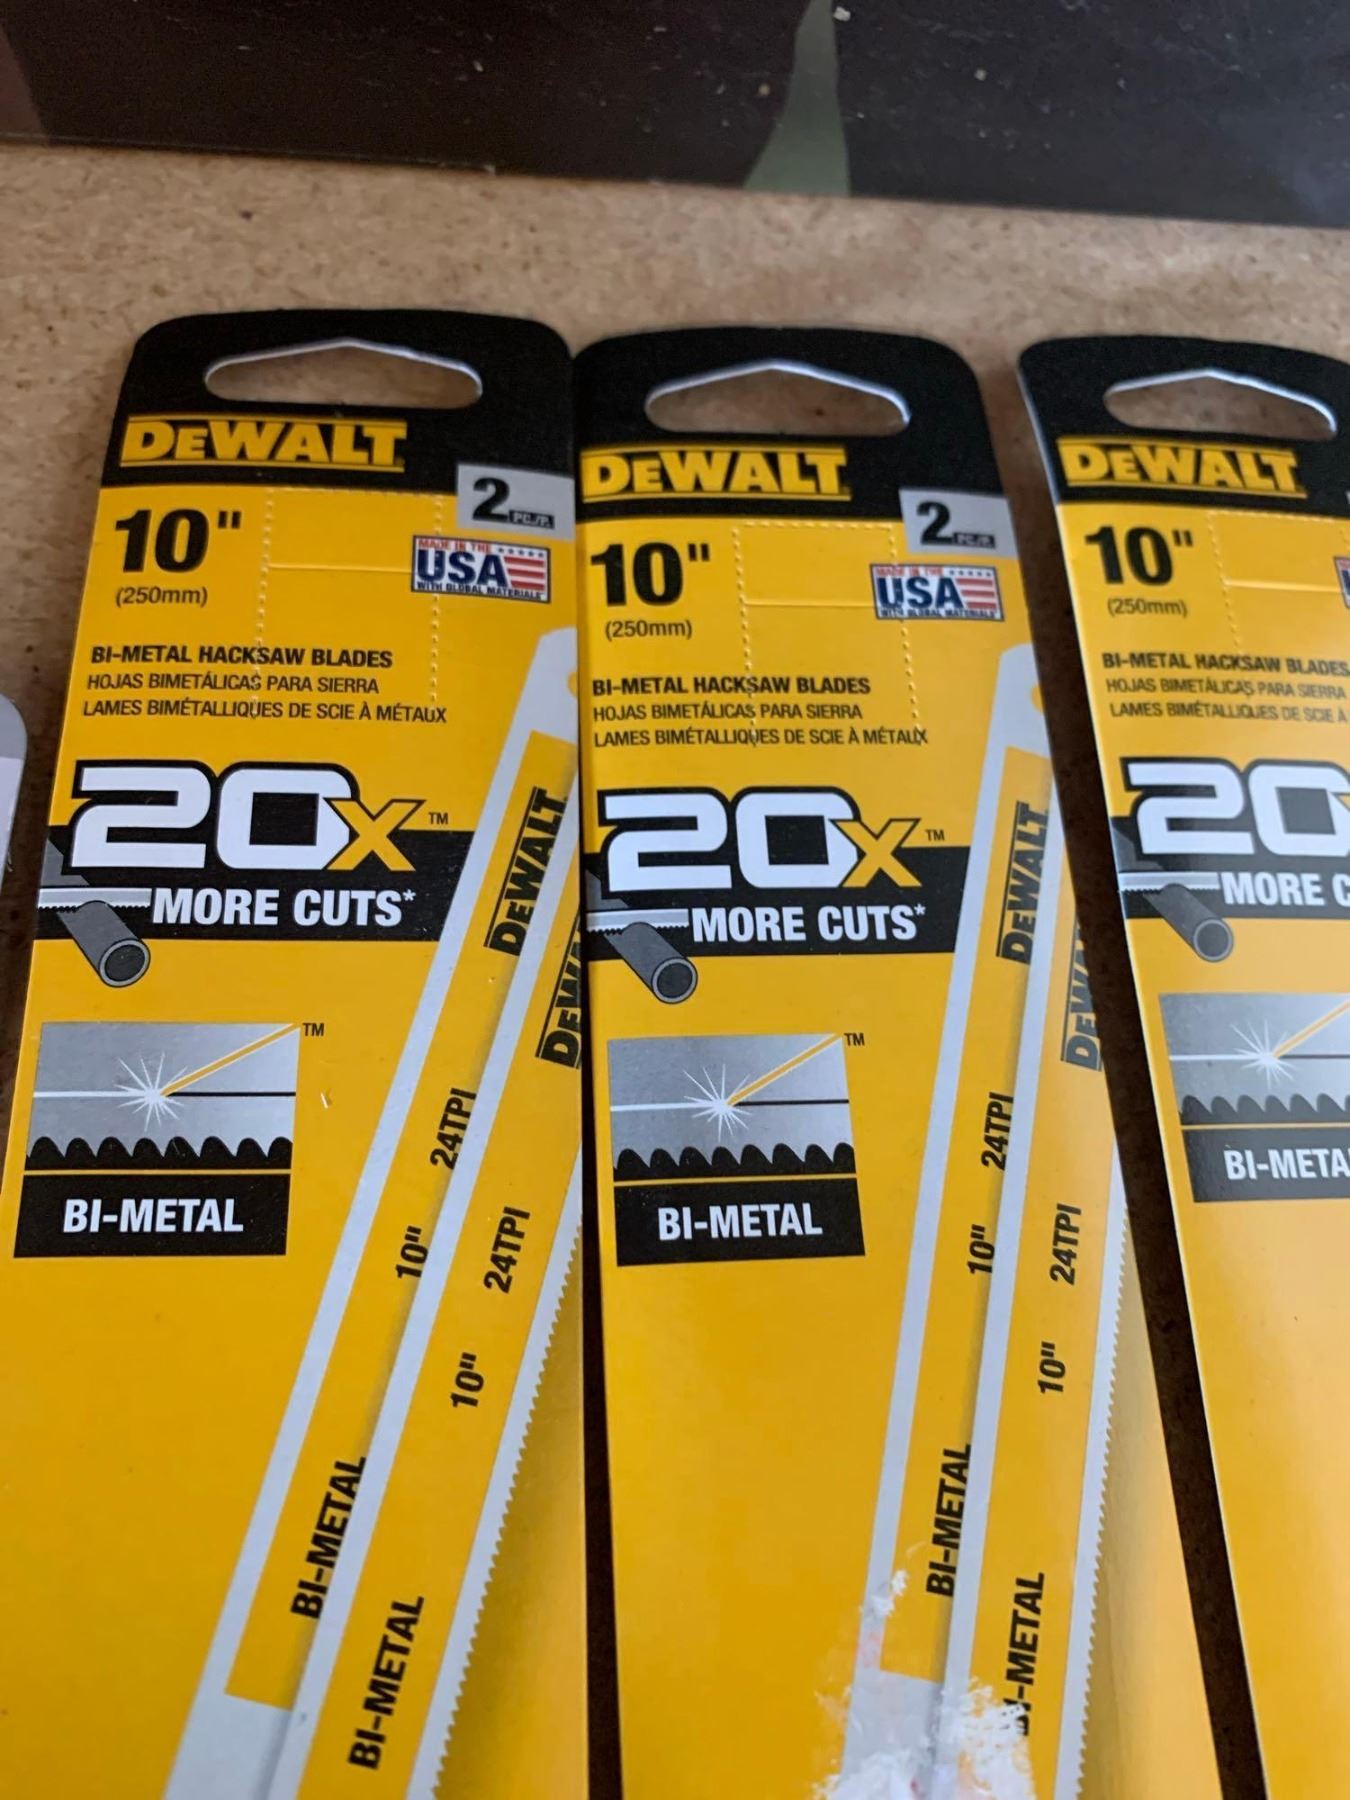 DEWALT
2 PC./P.
10"
(250mm)
MADE IN THE
USA
WITH GLOBAL MATERIALS
BI-METAL HACKSAW BLADES
HOJAS BIMETÁLICAS PARA SIERRA
LAMES BIMÉTALLIQUES DE SCIE À MÉTAUX
20X™
MORE CUTS*
™
BI-METAL
DEWALT
24TPI
10"
BI-METAL
DEW
24TPI
10"
BI-METAL
DEWALT
2 PC./P.
10"
(250mm)
MADE IN THE
USA
WITH GLOBAL MATERIALS
BI-METAL HACKSAW BLADES
HOJAS BIMETÁLICAS PARA SIERRA
LAMES BIMÉTALLIQUES DE SCIE À MÉTAUX
20X™
MORE CUTS*
™
BI-METAL
DEWALT
24TPI
10"
BI-METAL
DEWA
24TPI
10"
BI-METAL
DEWALT
10"
(250mm)
BI-METAL HACKSAW BLADES
HOJAS BIMETÁLICAS PARA SIERRA
LAMES BIMÉTALLIQUES DE SCIE À
20
MORE C
BI-META